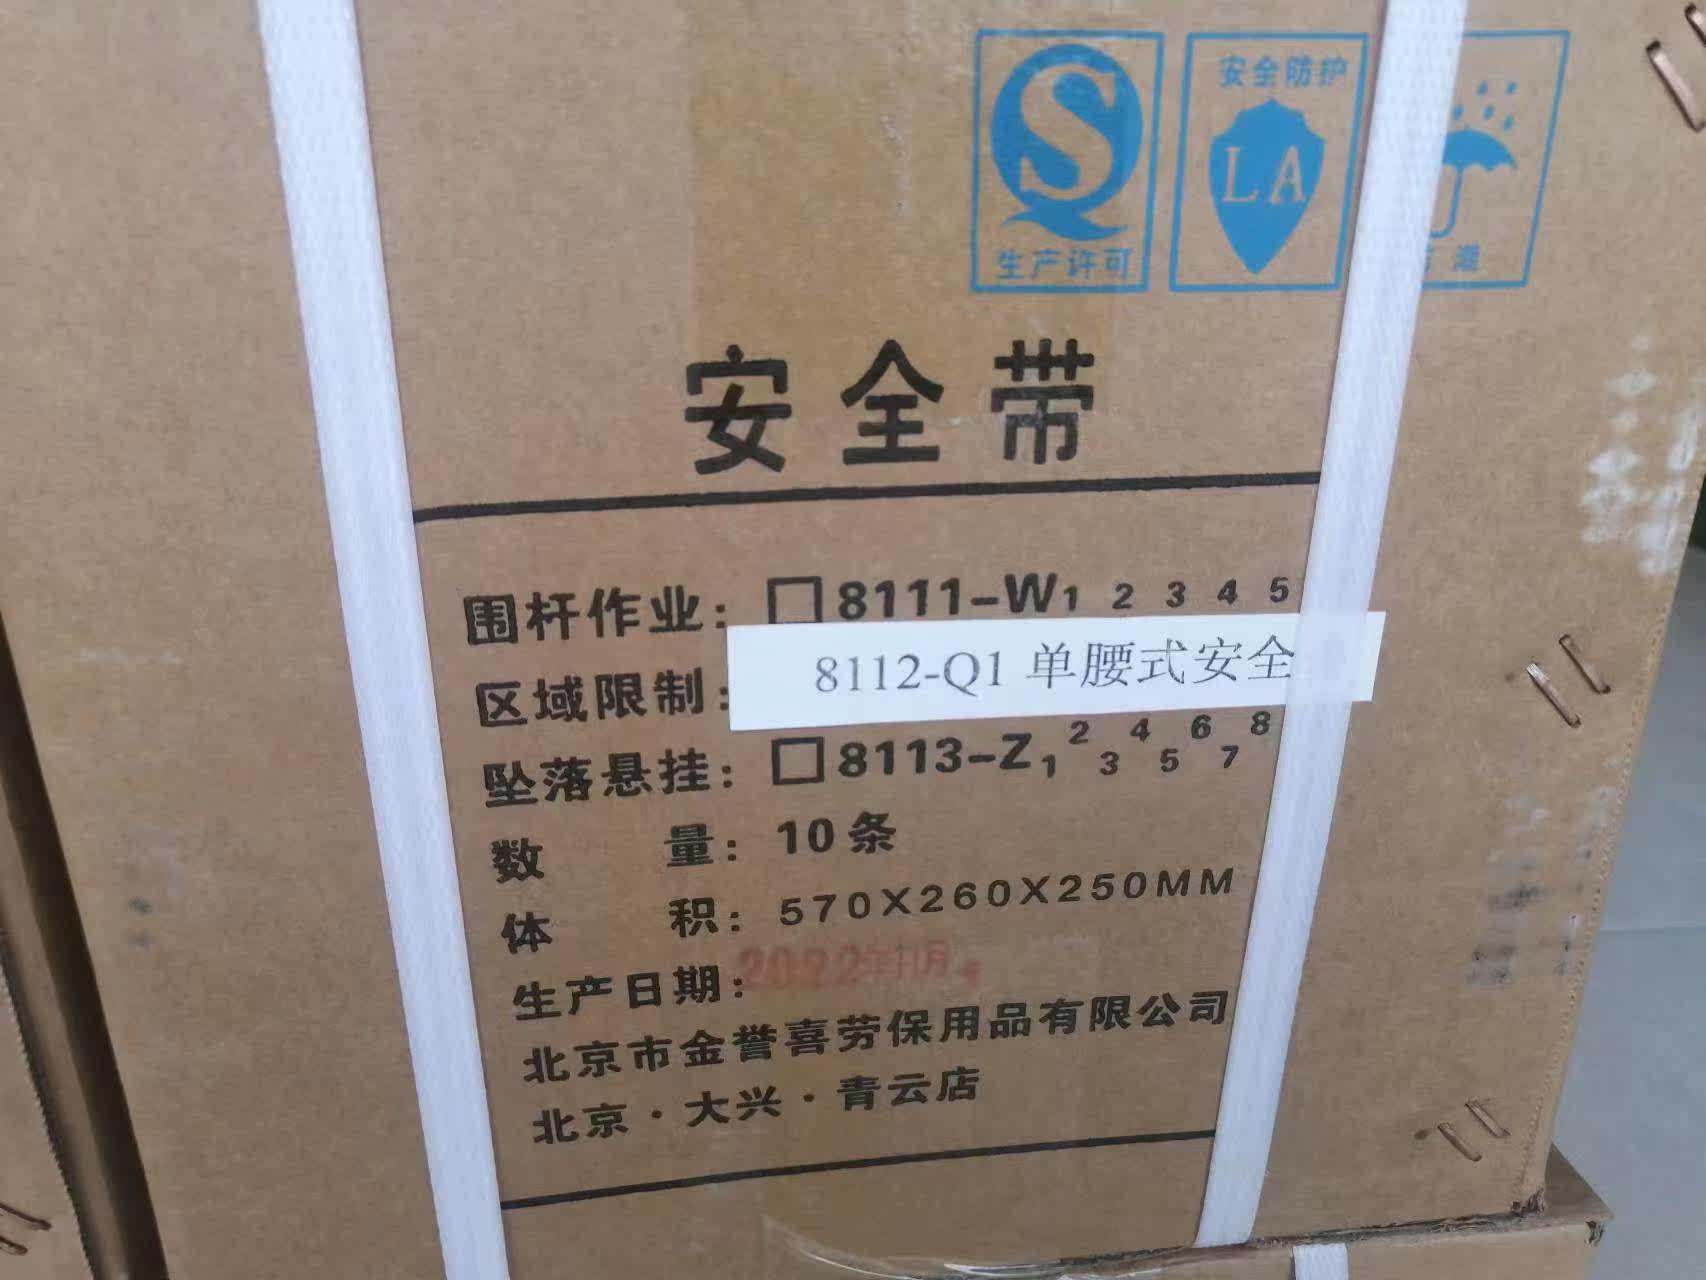 安全防护
S
LA
生产许可
安全带
围杆作业：□8111-W1 2 3 4 5
8112-Q1 单腰式安全
区域限制：
坠落悬挂：□8113-Z1 2 3 4 5 6 7 8
数 量：10条
体 积：570X260X250MM
生产日期：2022年11月
北京市金誉喜劳保用品有限公司
北京·大兴·青云店